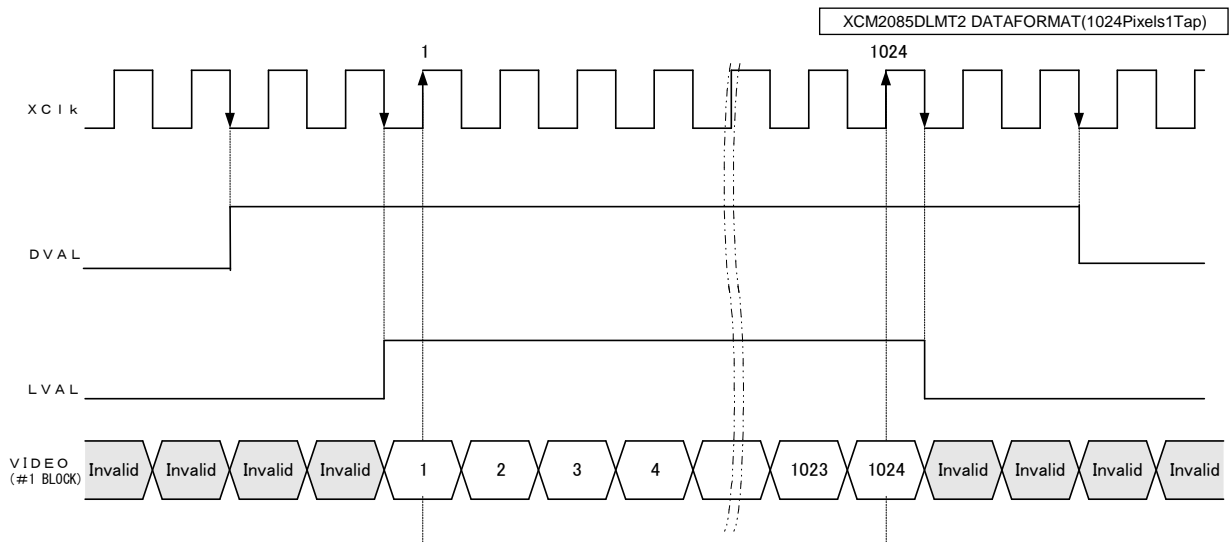 XCM2085DLMT2 DATAFORMAT(1024Pixels1Tap)
1 1024
ＸＣｌｋ
ＤＶＡＬ
ＬＶＡＬ
ＶＩＤＥＯ
(#1 BLOCK)
Invalid Invalid Invalid Invalid 1 2 3 4 1023 1024 Invalid Invalid Invalid Invalid